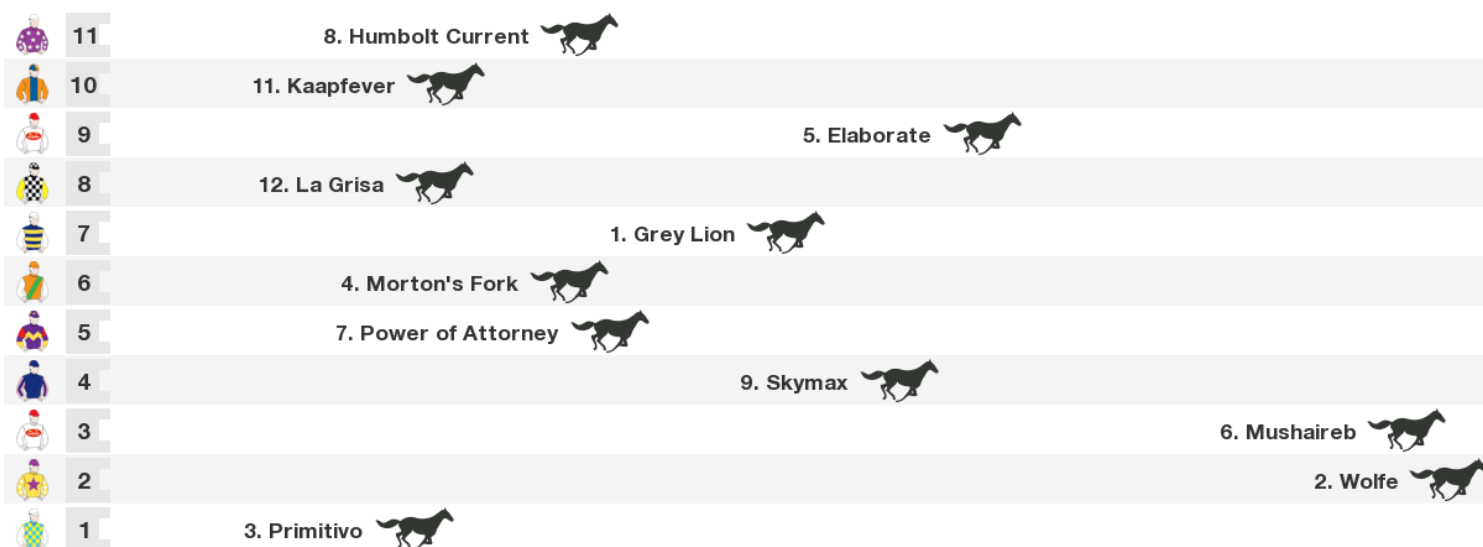 11 8. Humbolt Current
10 11. Kaapfever
9 5. Elaborate
8 12. La Grisa
7 1. Grey Lion
6 4. Morton's Fork
5 7. Power of Attorney
4 9. Skymax
3 6. Mushaireb
2 2. Wolfe
1 3. Primitivo